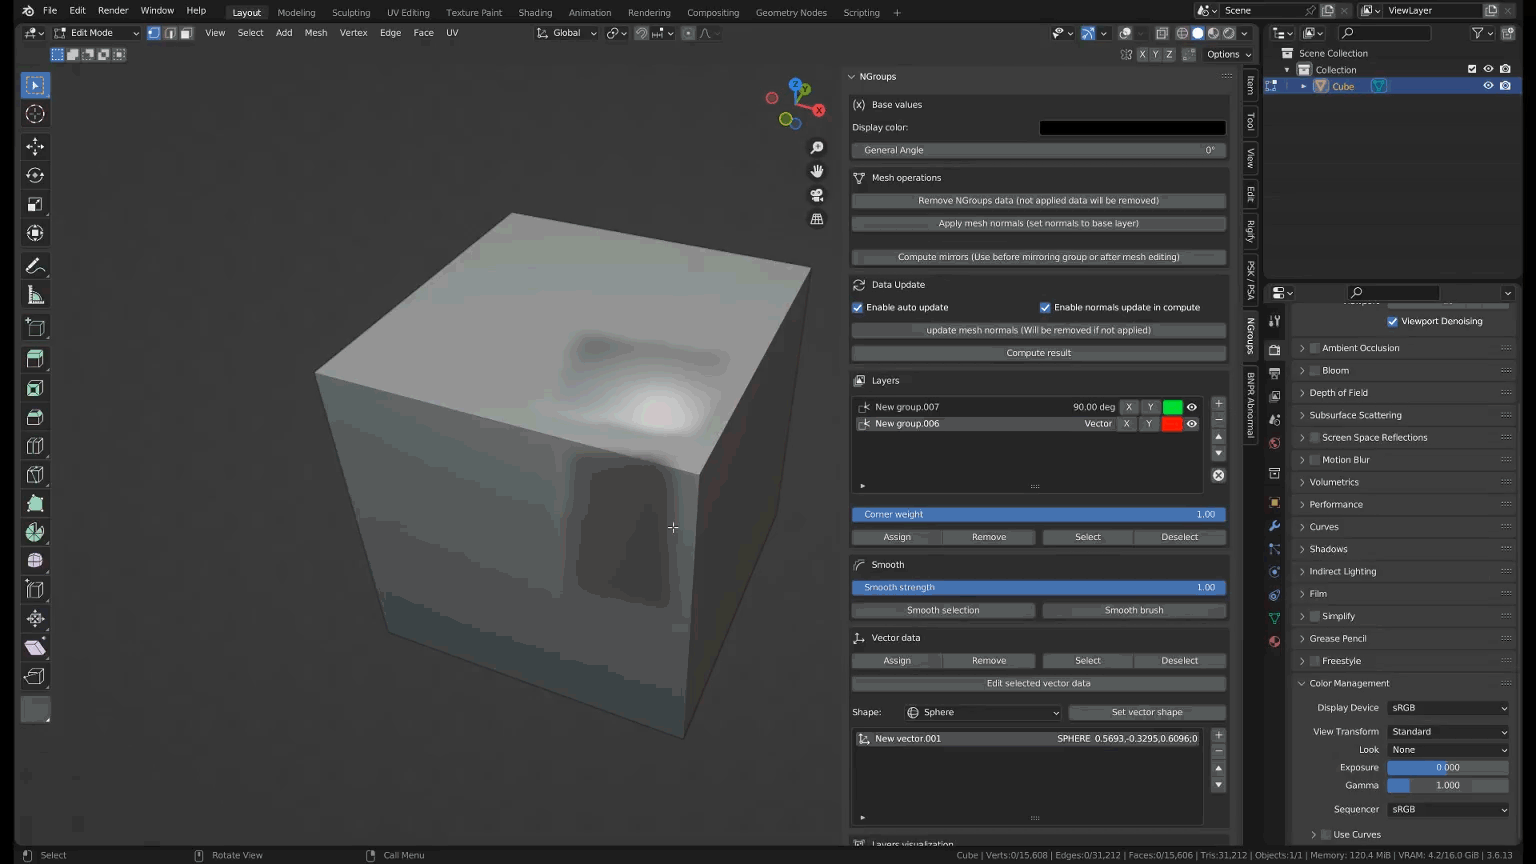 File Edit Render Window Help Layout Modeling Sculpting UV Editing Texture Paint Shading Animation Rendering Compositing Geometry Nodes Scripting + Scene ViewLayer
Edit Mode View Select Add Mesh Vertex Edge Face UV Global
X Y Z Options
Scene Collection
Collection
Cube
Z
Y
X
Item
Tool
View
Edit
Rigify
PSK / PSA
NGroups
BNPR Abnormal
NGroups
Base values
Display color:
General Angle 0°
Mesh operations
Remove NGroups data (not applied data will be removed)
Apply mesh normals (set normals to base layer)
Compute mirrors (Use before mirroring group or after mesh editing)
Data Update
Enable auto update Enable normals update in compute
update mesh normals (Will be removed if not applied)
Compute result
Layers
New group.007 90.00 deg X Y
New group.006 Vector X Y
Corner weight 1.00
Assign Remove Select Deselect
Smooth
Smooth strength 1.00
Smooth selection Smooth brush
Vector data
Assign Remove Select Deselect
Edit selected vector data
Shape: Sphere Set vector shape
New vector.001 SPHERE 0.5693,-0.3295,0.6096;0
Viewport Denoising
Ambient Occlusion
Bloom
Depth of Field
Subsurface Scattering
Screen Space Reflections
Motion Blur
Volumetrics
Performance
Curves
Shadows
Indirect Lighting
Film
Simplify
Grease Pencil
Freestyle
Color Management
Display Device sRGB
View Transform Standard
Look None
Exposure 0.000
Gamma 1.000
Sequencer sRGB
Use Curves
Select Rotate View Call Menu Cube | Verts:0/15,608 | Edges:0/31,212 | Faces:0/15,606 | Tris:31,212 | Objects:1/1 | Memory: 120.4 MiB | VRAM: 4.2/16.0 GiB | 3.6.13